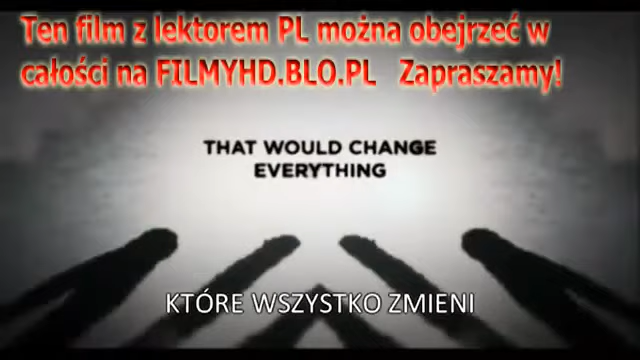 Ten film z lektorem PL można obejrzeć w
całości na FILMYHD.BLO.PL Zapraszamy!
THAT WOULD CHANGE
EVERYTHING
KTÓRE WSZYSTKO ZMIENI